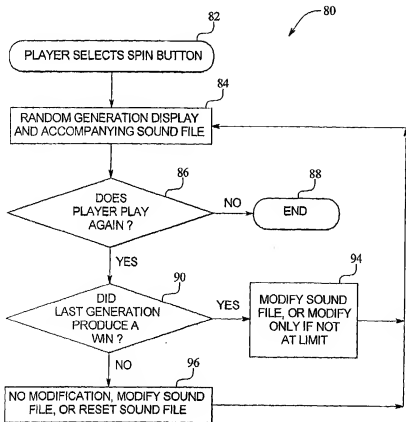 82
80
PLAYER SELECTS SPIN BUTTON
84
RANDOM GENERATION DISPLAY
AND ACCOMPANYING SOUND FILE
86
DOES
PLAYER PLAY
AGAIN ?
NO
88
END
YES
90
DID
LAST GENERATION
PRODUCE A
WIN ?
YES
94
MODIFY SOUND
FILE, OR MODIFY
ONLY IF NOT
AT LIMIT
NO
96
NO MODIFICATION, MODIFY SOUND
FILE, OR RESET SOUND FILE